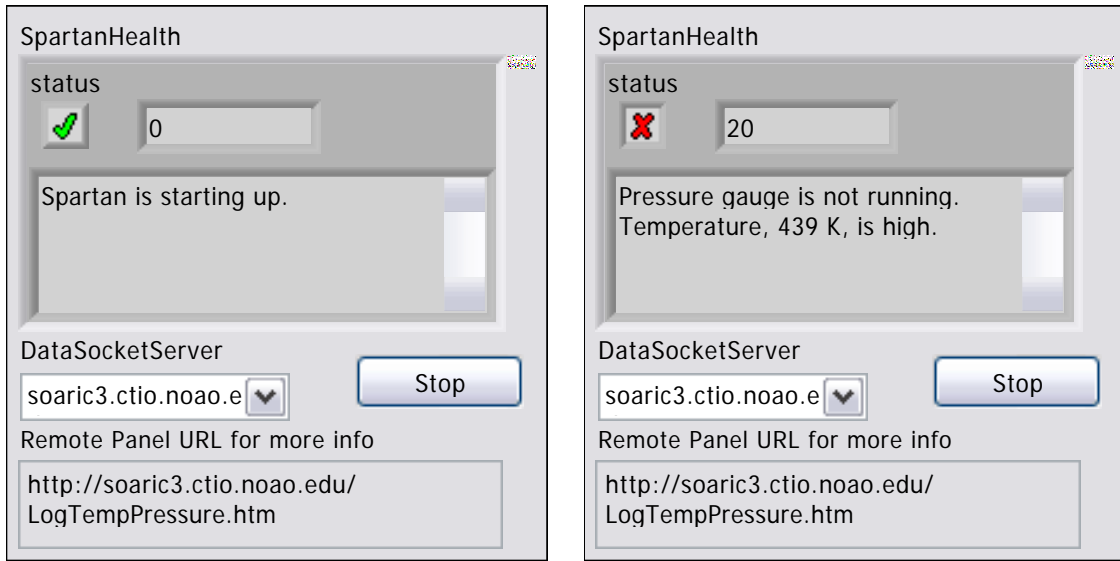 SpartanHealth
status
0
Spartan is starting up.
DataSocketServer
soaric3.ctio.noao.e
Stop
Remote Panel URL for more info
http://soaric3.ctio.noao.edu/
LogTempPressure.htm
SpartanHealth
status
20
Pressure gauge is not running.
Temperature, 439 K, is high.
DataSocketServer
soaric3.ctio.noao.e
Stop
Remote Panel URL for more info
http://soaric3.ctio.noao.edu/
LogTempPressure.htm